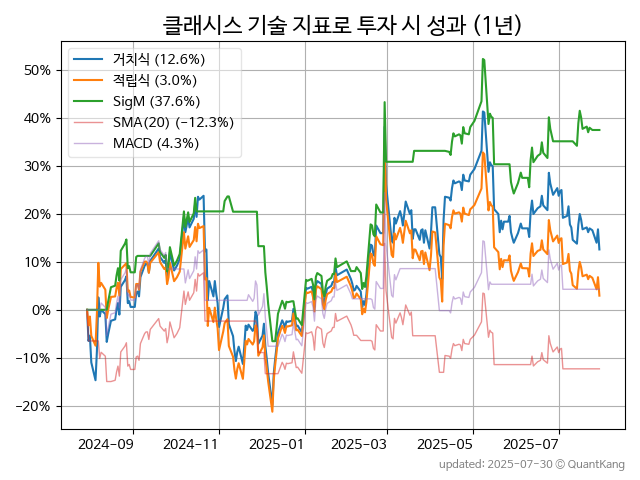 클래시스 기술 지표로 투자 시 성과 (1년)
거치식 (12.6%)
적립식 (3.0%)
SigM (37.6%)
SMA(20) (−12.3%)
MACD (4.3%)
50%
40%
30%
20%
10%
0%
−10%
−20%
2024-09 2024-11 2025-01 2025-03 2025-05 2025-07
updated: 2025-07-30 © QuantKang